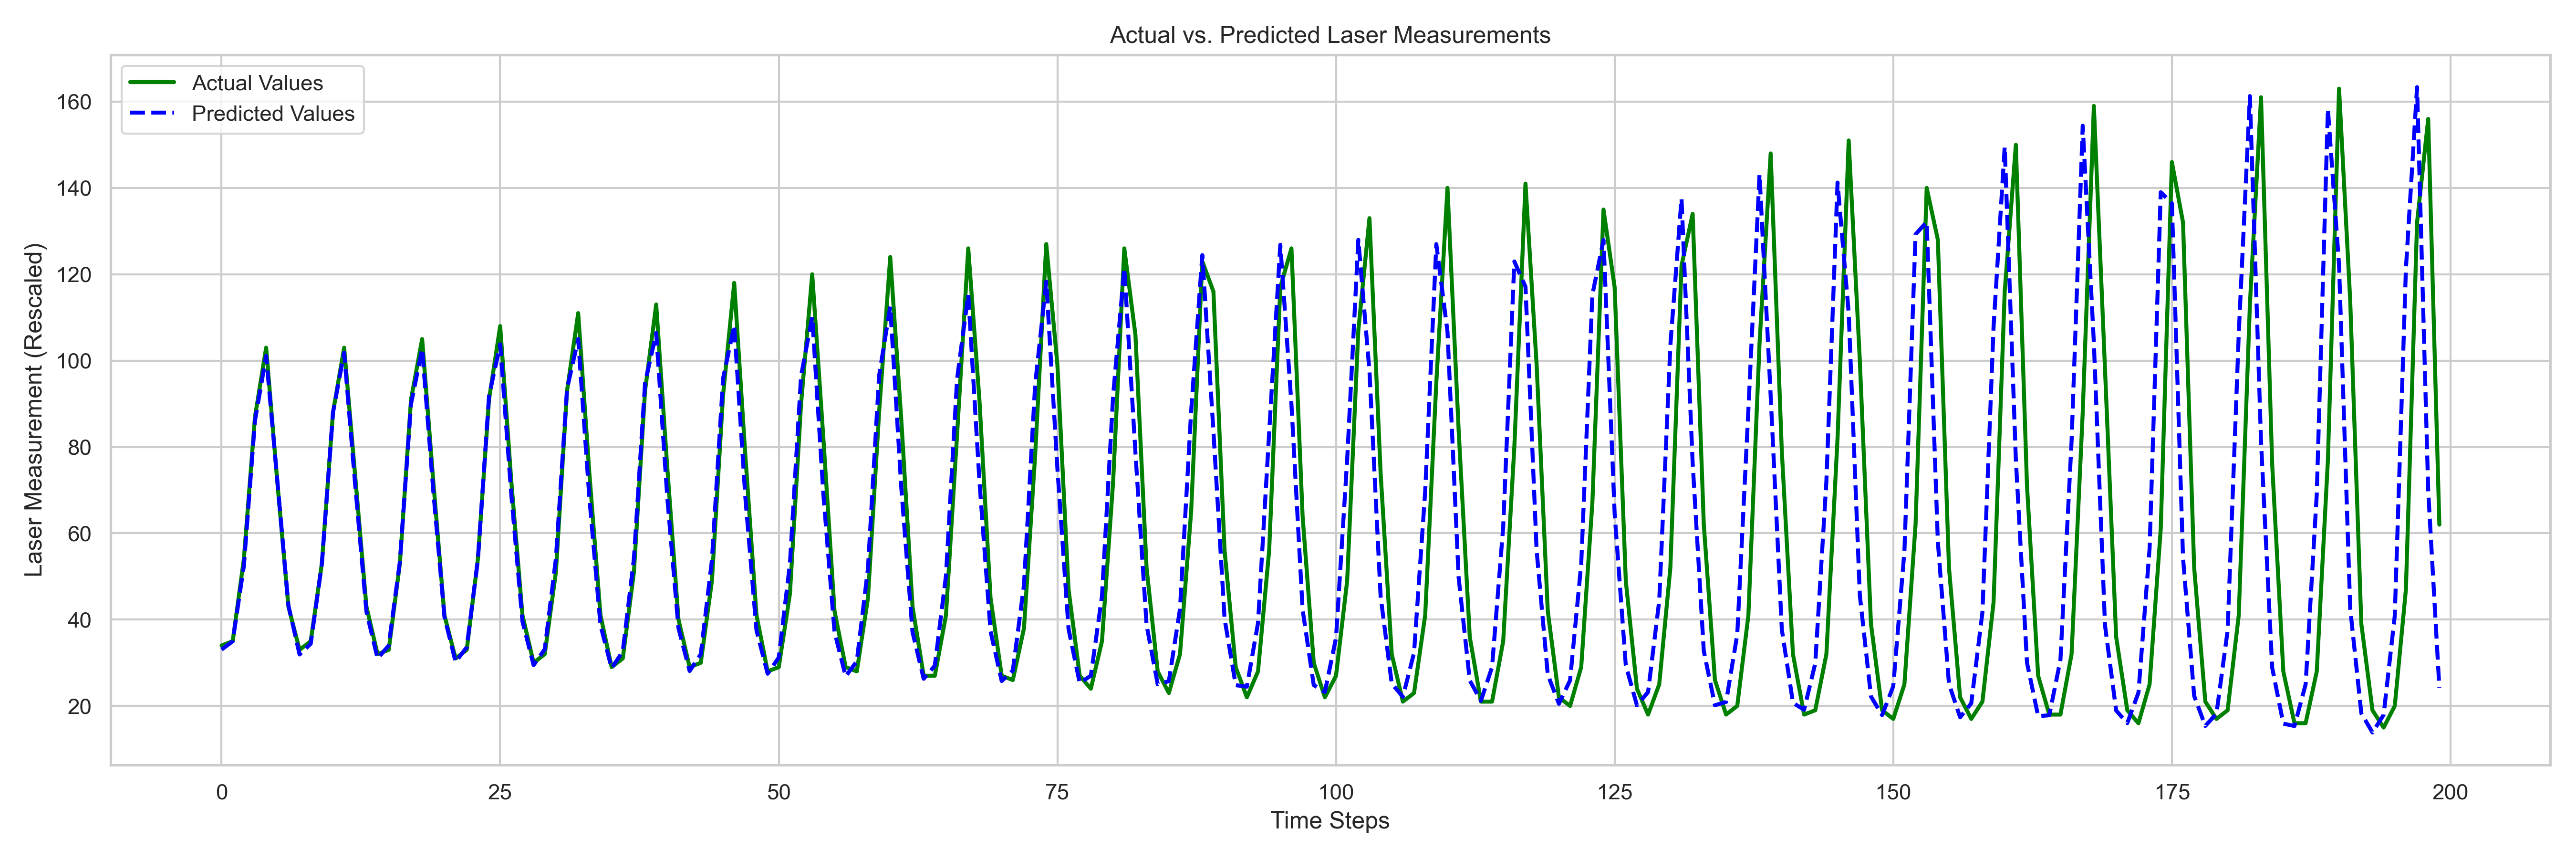 Actual vs. Predicted Laser Measurements
Actual Values
Predicted Values
Laser Measurement (Rescaled)
160
140
120
100
80
60
40
20
0 25 50 75 100 125 150 175 200
Time Steps